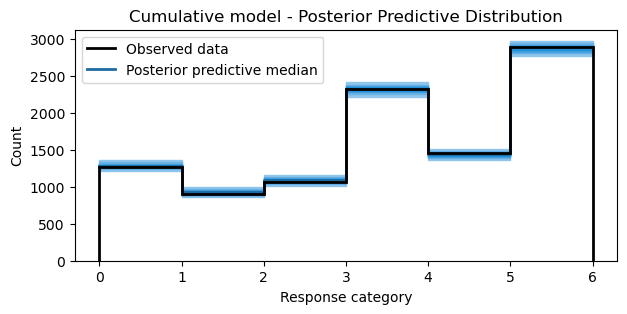 Cumulative model - Posterior Predictive Distribution
3000
2500
2000
1500
1000
500
0
Count
Observed data
Posterior predictive median
0 1 2 3 4 5 6
Response category